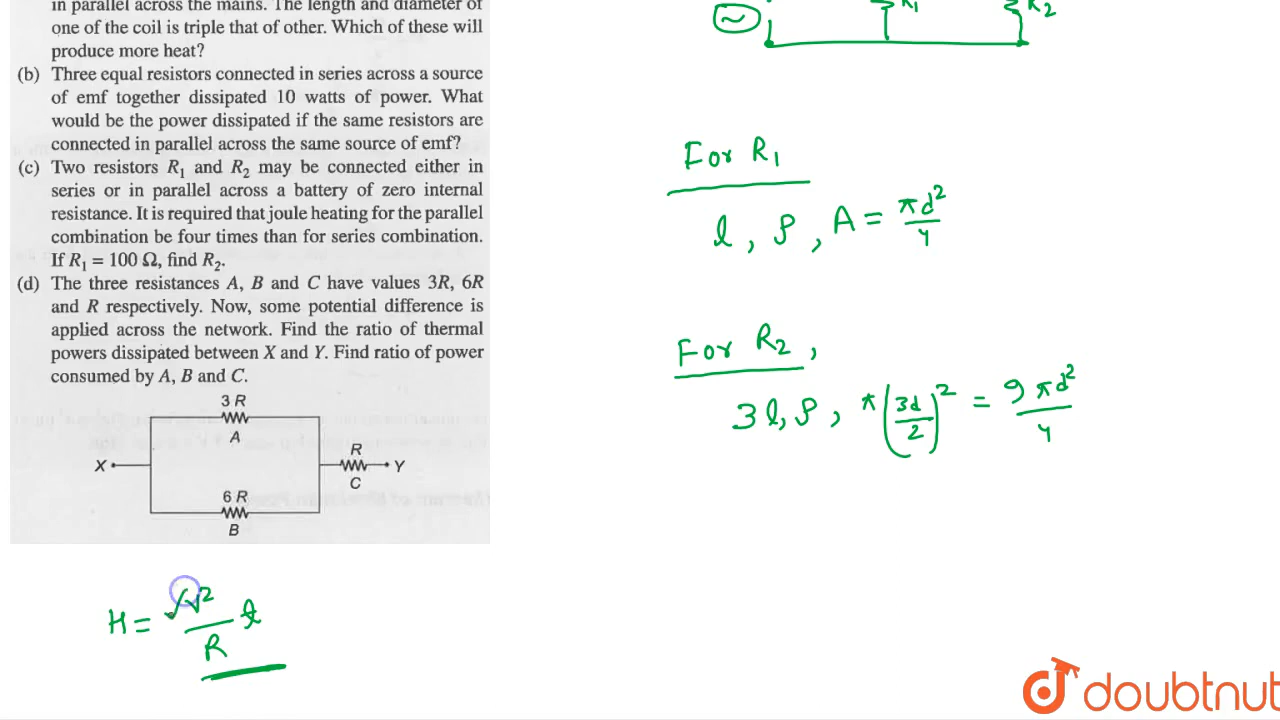 in parallel across the mains. The length and diameter of
one of the coil is triple that of other. Which of these will
produce more heat?
(b) Three equal resistors connected in series across a source
of emf together dissipated 10 watts of power. What
would be the power dissipated if the same resistors are
connected in parallel across the same source of emf?
(c) Two resistors R₁ and R₂ may be connected either in
series or in parallel across a battery of zero internal
resistance. It is required that joule heating for the parallel
combination be four times than for series combination.
If R₁ = 100 Ω, find R₂.
(d) The three resistances A, B and C have values 3R, 6R
and R respectively. Now, some potential difference is
applied across the network. Find the ratio of thermal
powers dissipated between X and Y. Find ratio of power
consumed by A, B and C.
3 R
A
X
R
Y
C
6 R
B
H = V²/R t
R₁
R₂
For R₁
l, ρ, A = πd²/4
For R₂,
3l, ρ, π(3d/2)² = 9πd²/4
doubtnut